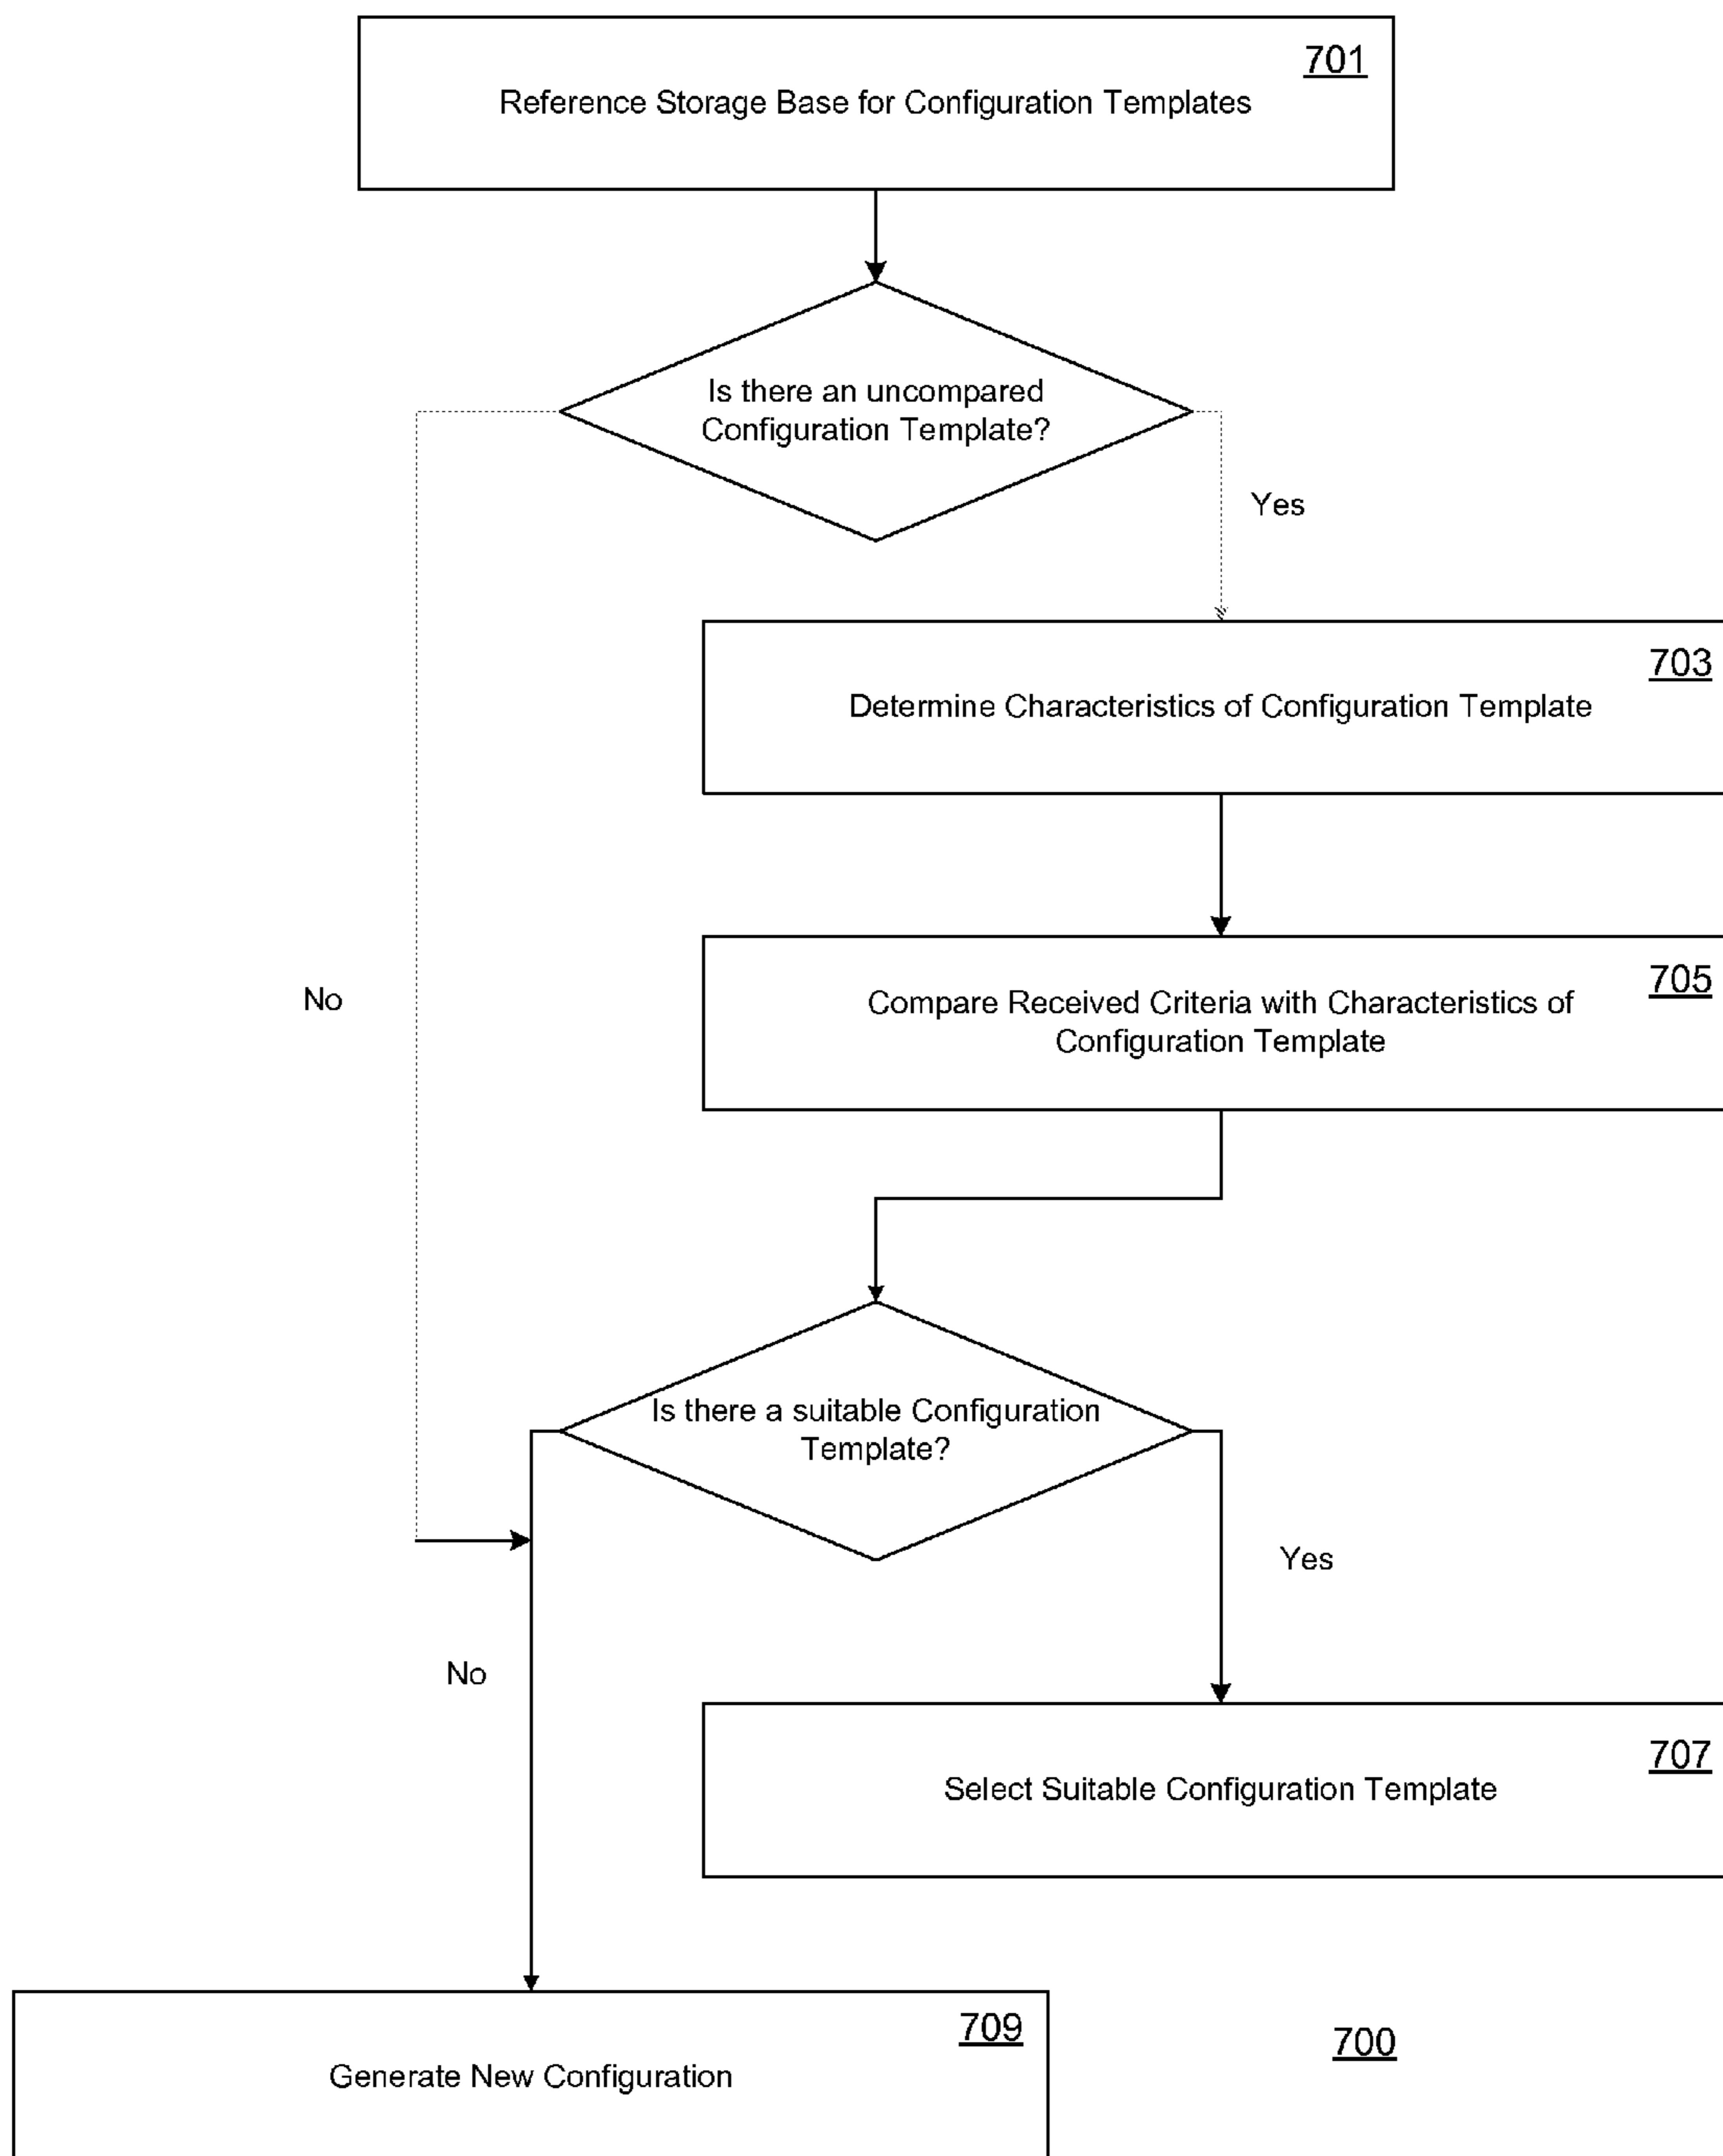 701
Reference Storage Base for Configuration Templates
Is there an uncompared
Configuration Template?
Yes
703
Determine Characteristics of Configuration Template
705
Compare Received Criteria with Characteristics of
Configuration Template
No
Is there a suitable Configuration
Template?
Yes
No
707
Select Suitable Configuration Template
709
Generate New Configuration
700